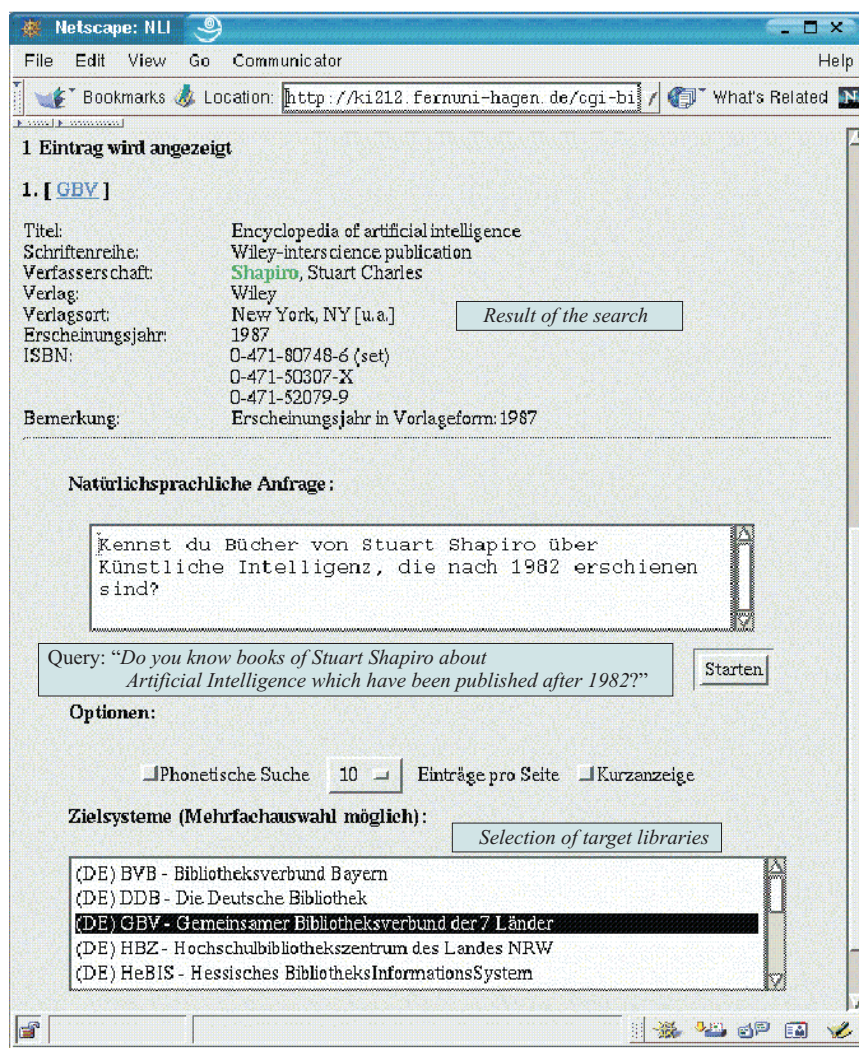 Netscape: NLI
File Edit View Go Communicator Help
Bookmarks Location: http://ki212.fernuni-hagen.de/cgi-bi What's Related N
1 Eintrag wird angezeigt
1. [ GBV ]
Titel: Encyclopedia of artificial intelligence
Schriftenreihe: Wiley-interscience publication
Verfasserschaft: Shapiro, Stuart Charles
Verlag: Wiley
Verlagsort: New York, NY [u.a.]
Result of the search
Erscheinungsjahr: 1987
ISBN: 0-471-80748-6 (set)
0-471-50307-X
0-471-52079-9
Bemerkung: Erscheinungsjahr in Vorlageform: 1987
Natürlichsprachliche Anfrage:
Kennst du Bücher von Stuart Shapiro über
Künstliche Intelligenz, die nach 1982 erschienen
sind?
Query: “Do you know books of Stuart Shapiro about
Artificial Intelligence which have been published after 1982?”
Starten
Optionen:
Phonetische Suche 10 Einträge pro Seite Kurzanzeige
Zielsysteme (Mehrfachauswahl möglich):
Selection of target libraries
(DE) BVB - Bibliotheksverbund Bayern
(DE) DDB - Die Deutsche Bibliothek
(DE) GBV - Gemeinsamer Bibliotheksverbund der 7 Länder
(DE) HBZ - Hochschulbibliothekszentrum des Landes NRW
(DE) HeBIS - Hessisches BibliotheksInformationsSystem